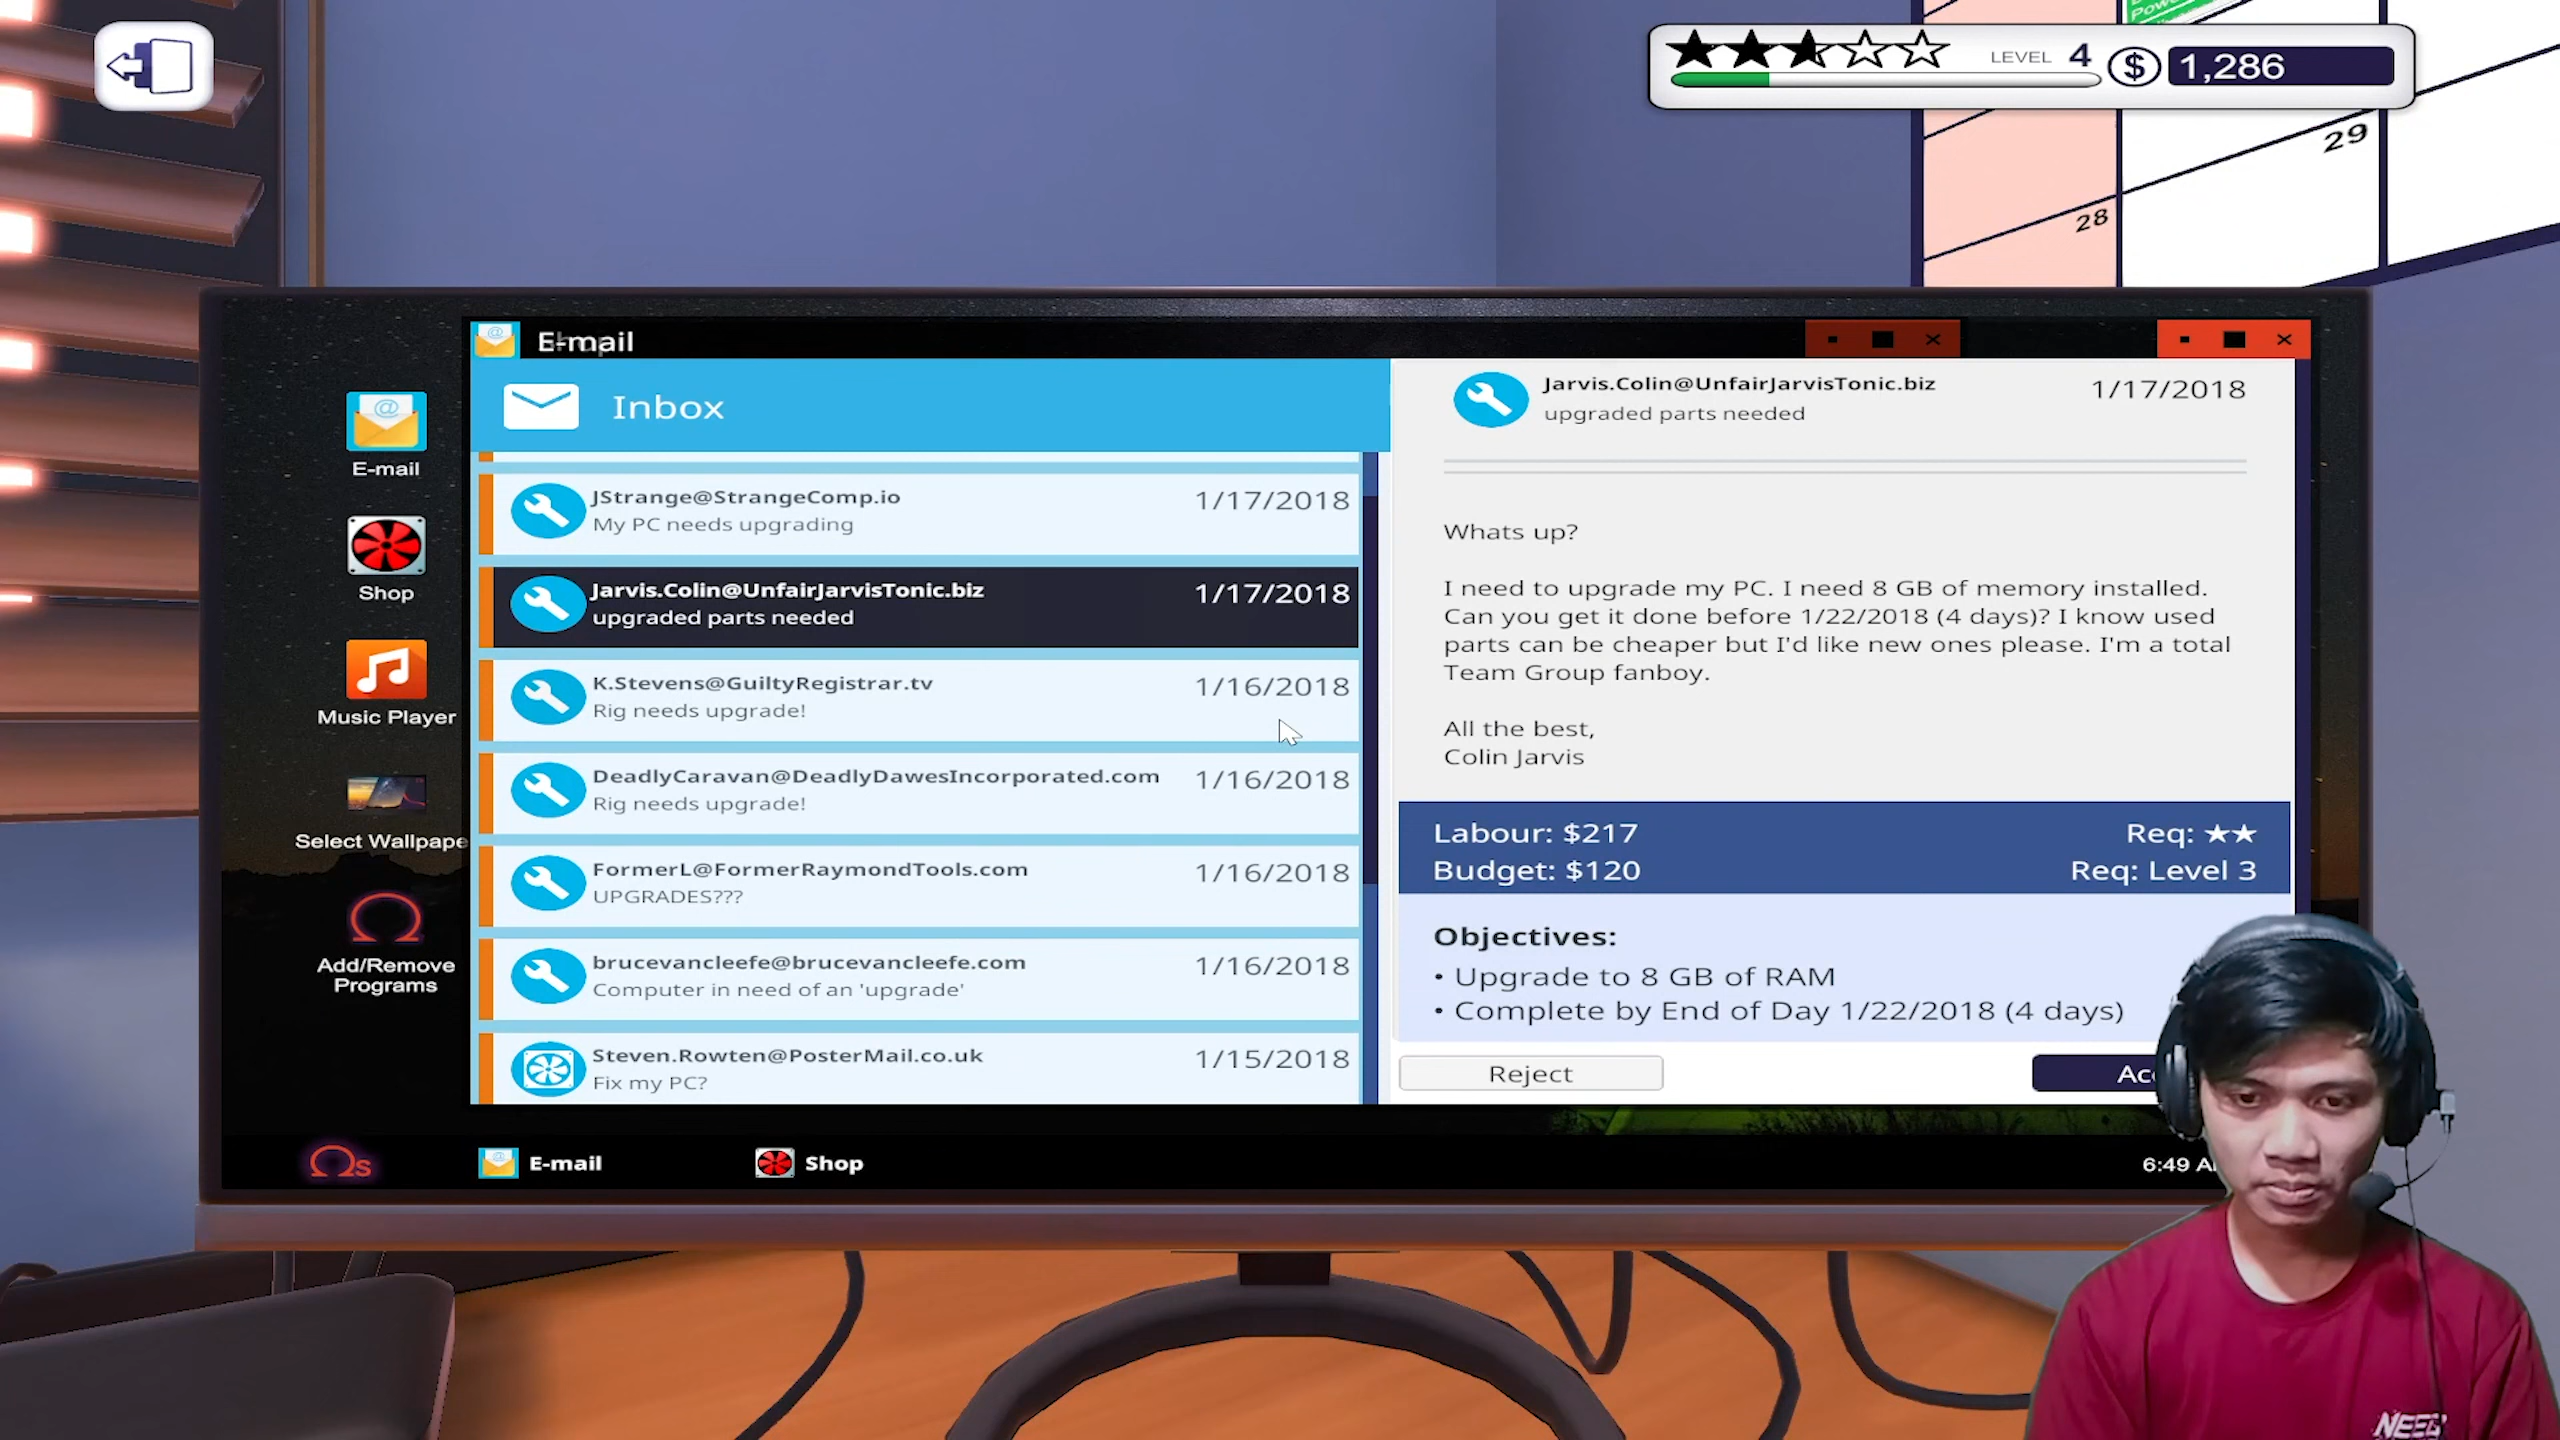 LEVEL 4
$ 1,286
29
28
E-mail
Inbox
E-mail
Shop
Music Player
Select Wallpape
Add/Remove
Programs
JStrange@StrangeComp.io
1/17/2018
My PC needs upgrading
Jarvis.Colin@UnfairJarvisTonic.biz
1/17/2018
upgraded parts needed
K.Stevens@GuiltyRegistrar.tv
1/16/2018
Rig needs upgrade!
DeadlyCaravan@DeadlyDawesIncorporated.com
1/16/2018
Rig needs upgrade!
FormerL@FormerRaymondTools.com
1/16/2018
UPGRADES???
brucevancleefe@brucevancleefe.com
1/16/2018
Computer in need of an 'upgrade'
Steven.Rowten@PosterMail.co.uk
1/15/2018
Fix my PC?
Jarvis.Colin@UnfairJarvisTonic.biz
1/17/2018
upgraded parts needed
Whats up?
I need to upgrade my PC. I need 8 GB of memory installed.
Can you get it done before 1/22/2018 (4 days)? I know used
parts can be cheaper but I'd like new ones please. I'm a total
Team Group fanboy.
All the best,
Colin Jarvis
Labour: $217
Req: ★★
Budget: $120
Req: Level 3
Objectives:
• Upgrade to 8 GB of RAM
• Complete by End of Day 1/22/2018 (4 days)
Reject
Ωs
E-mail
Shop
6:49